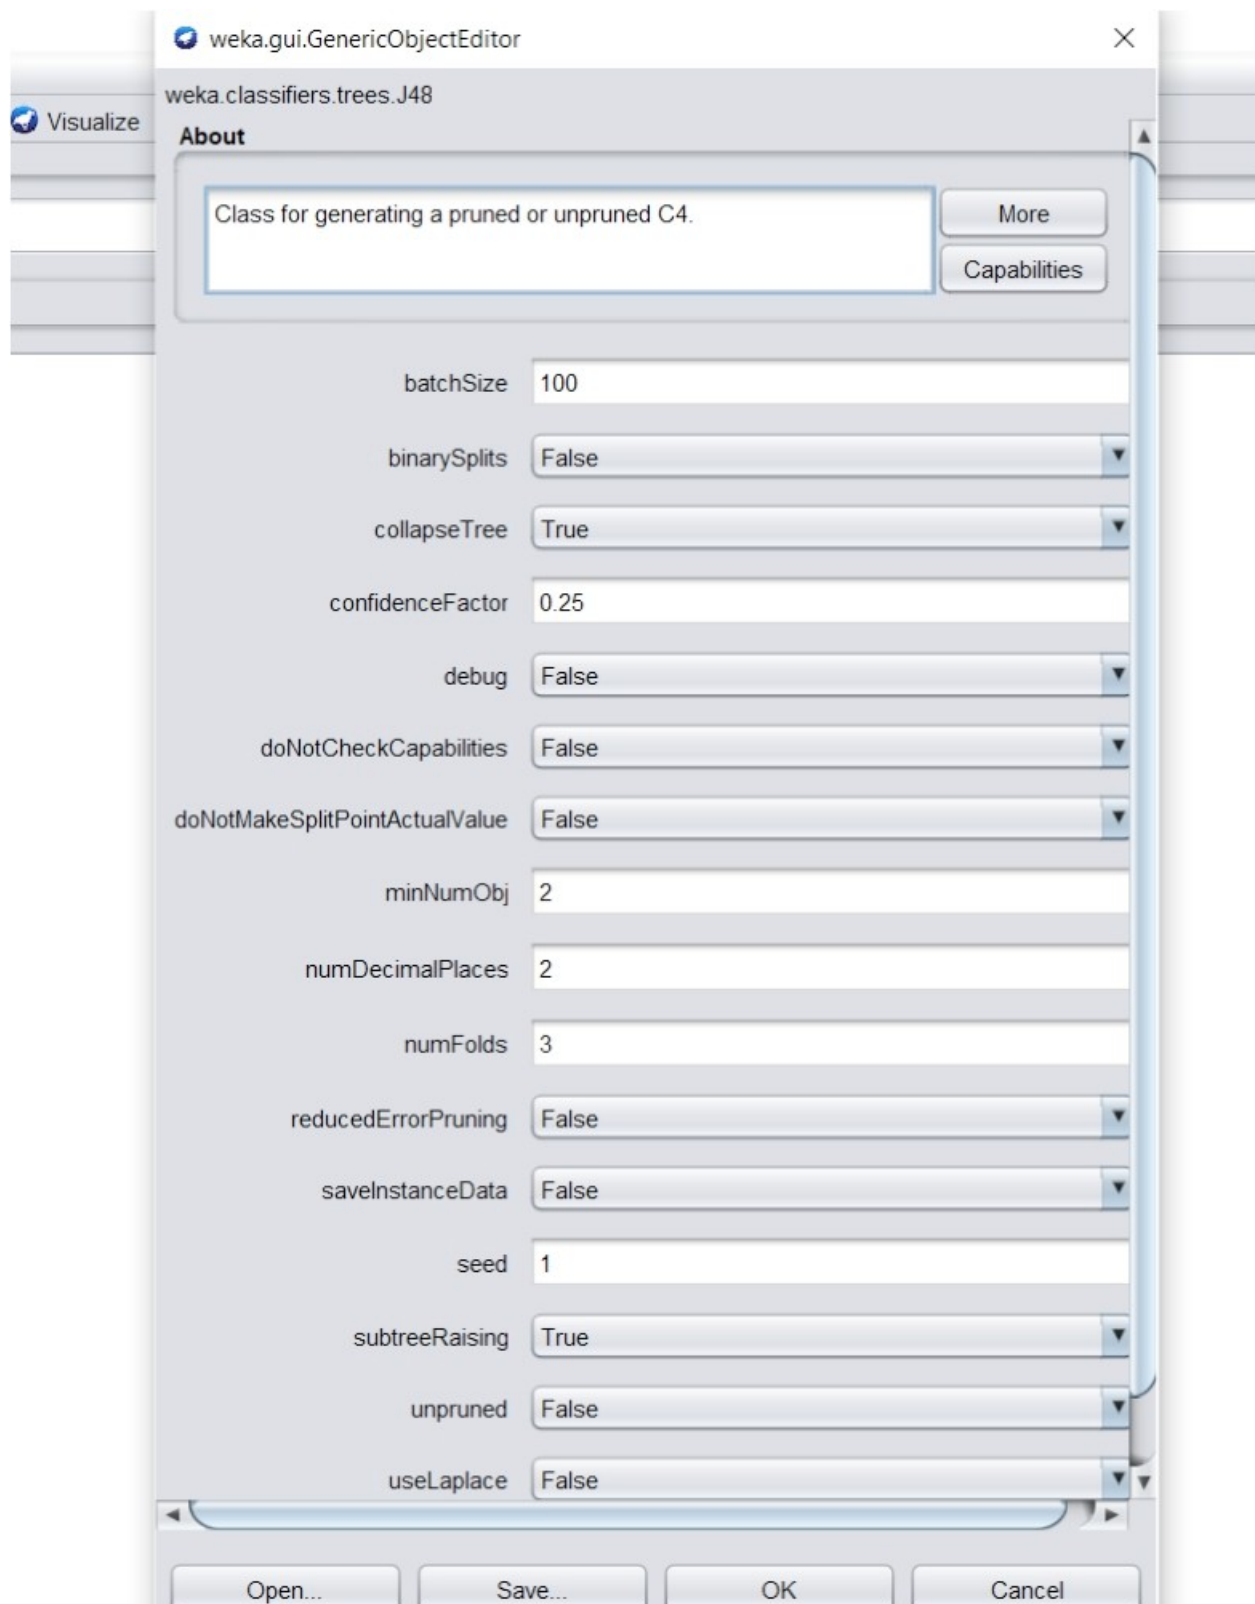 weka.gui.GenericObjectEditor
weka.classifiers.trees.J48
Visualize
About
Class for generating a pruned or unpruned C4.
More
Capabilities
batchSize 100
binarySplits False
collapseTree True
confidenceFactor 0.25
debug False
doNotCheckCapabilities False
doNotMakeSplitPointActualValue False
minNumObj 2
numDecimalPlaces 2
numFolds 3
reducedErrorPruning False
saveInstanceData False
seed 1
subtreeRaising True
unpruned False
useLaplace False
Open... Save... OK Cancel